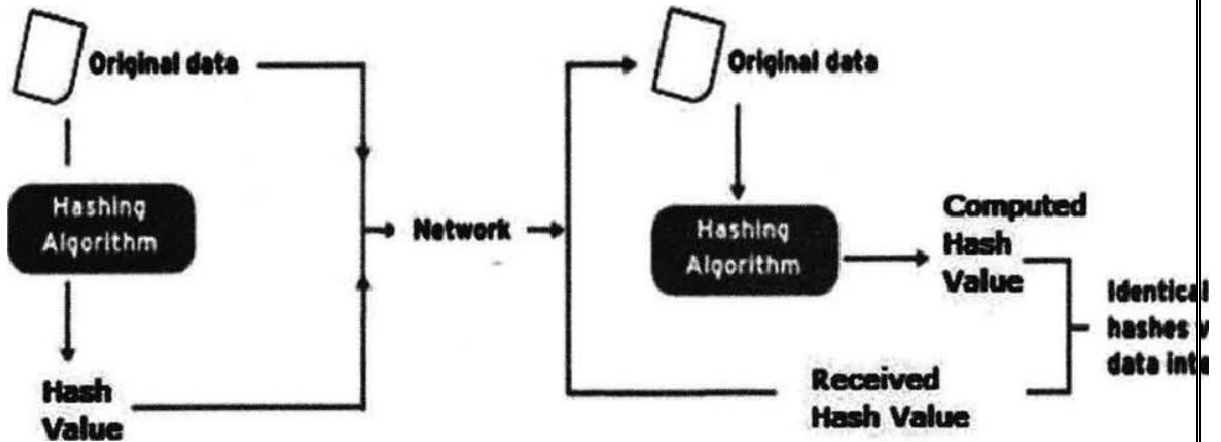 Original data
Hashing
Algorithm
Hash
Value
Network
Original data
Hashing
Algorithm
Computed
Hash
Value
Received
Hash Value
Identical
hashes
data